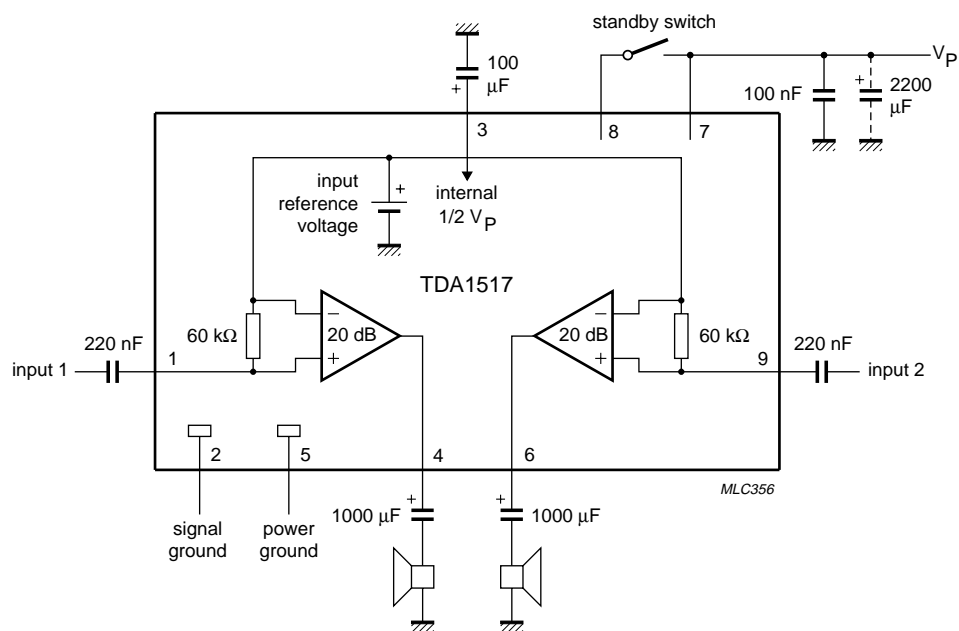 standby switch
100
μF
+
3
8
7
VP
100 nF
+
2200
μF
input
reference
voltage
+
internal
1/2 VP
TDA1517
60 kΩ
−
+
20 dB
20 dB
−
+
60 kΩ
220 nF
1
input 1
9
220 nF
input 2
2
5
4
6
MLC356
signal
ground
power
ground
1000 μF
+
+
1000 μF